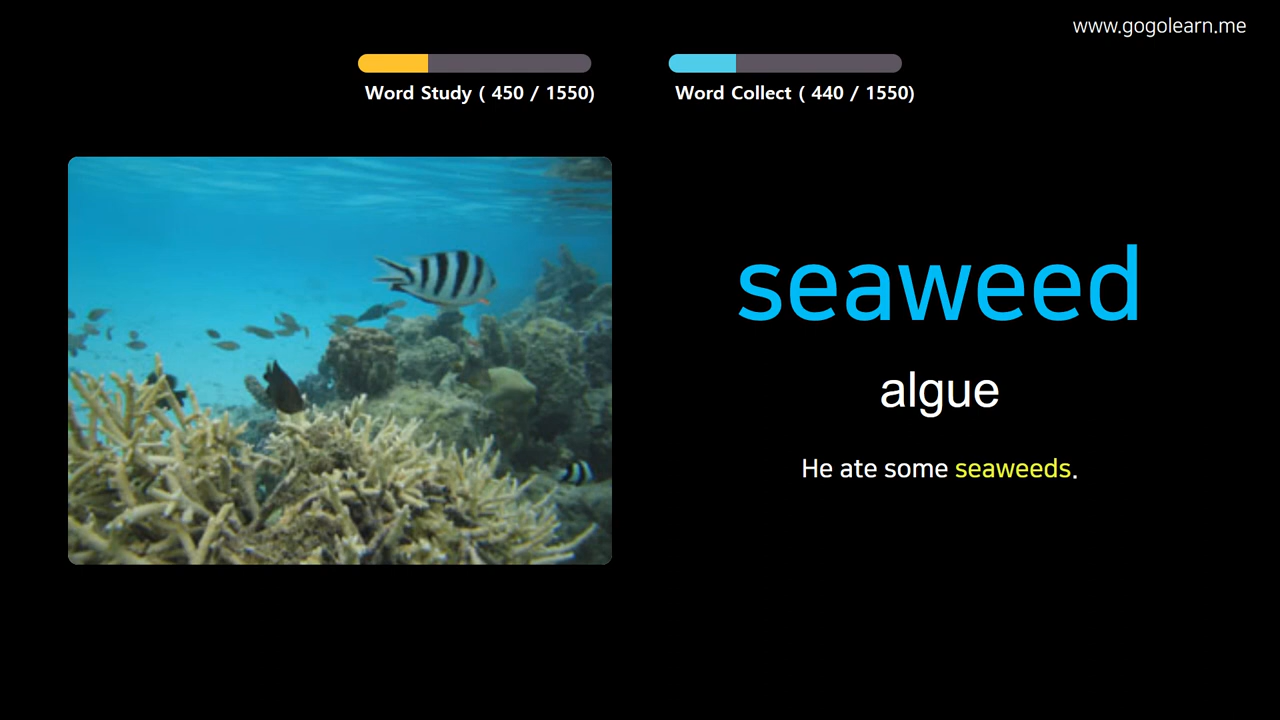 www.gogolearn.me
Word Study ( 450 / 1550)
Word Collect ( 440 / 1550)
seaweed
algue
He ate some seaweeds.